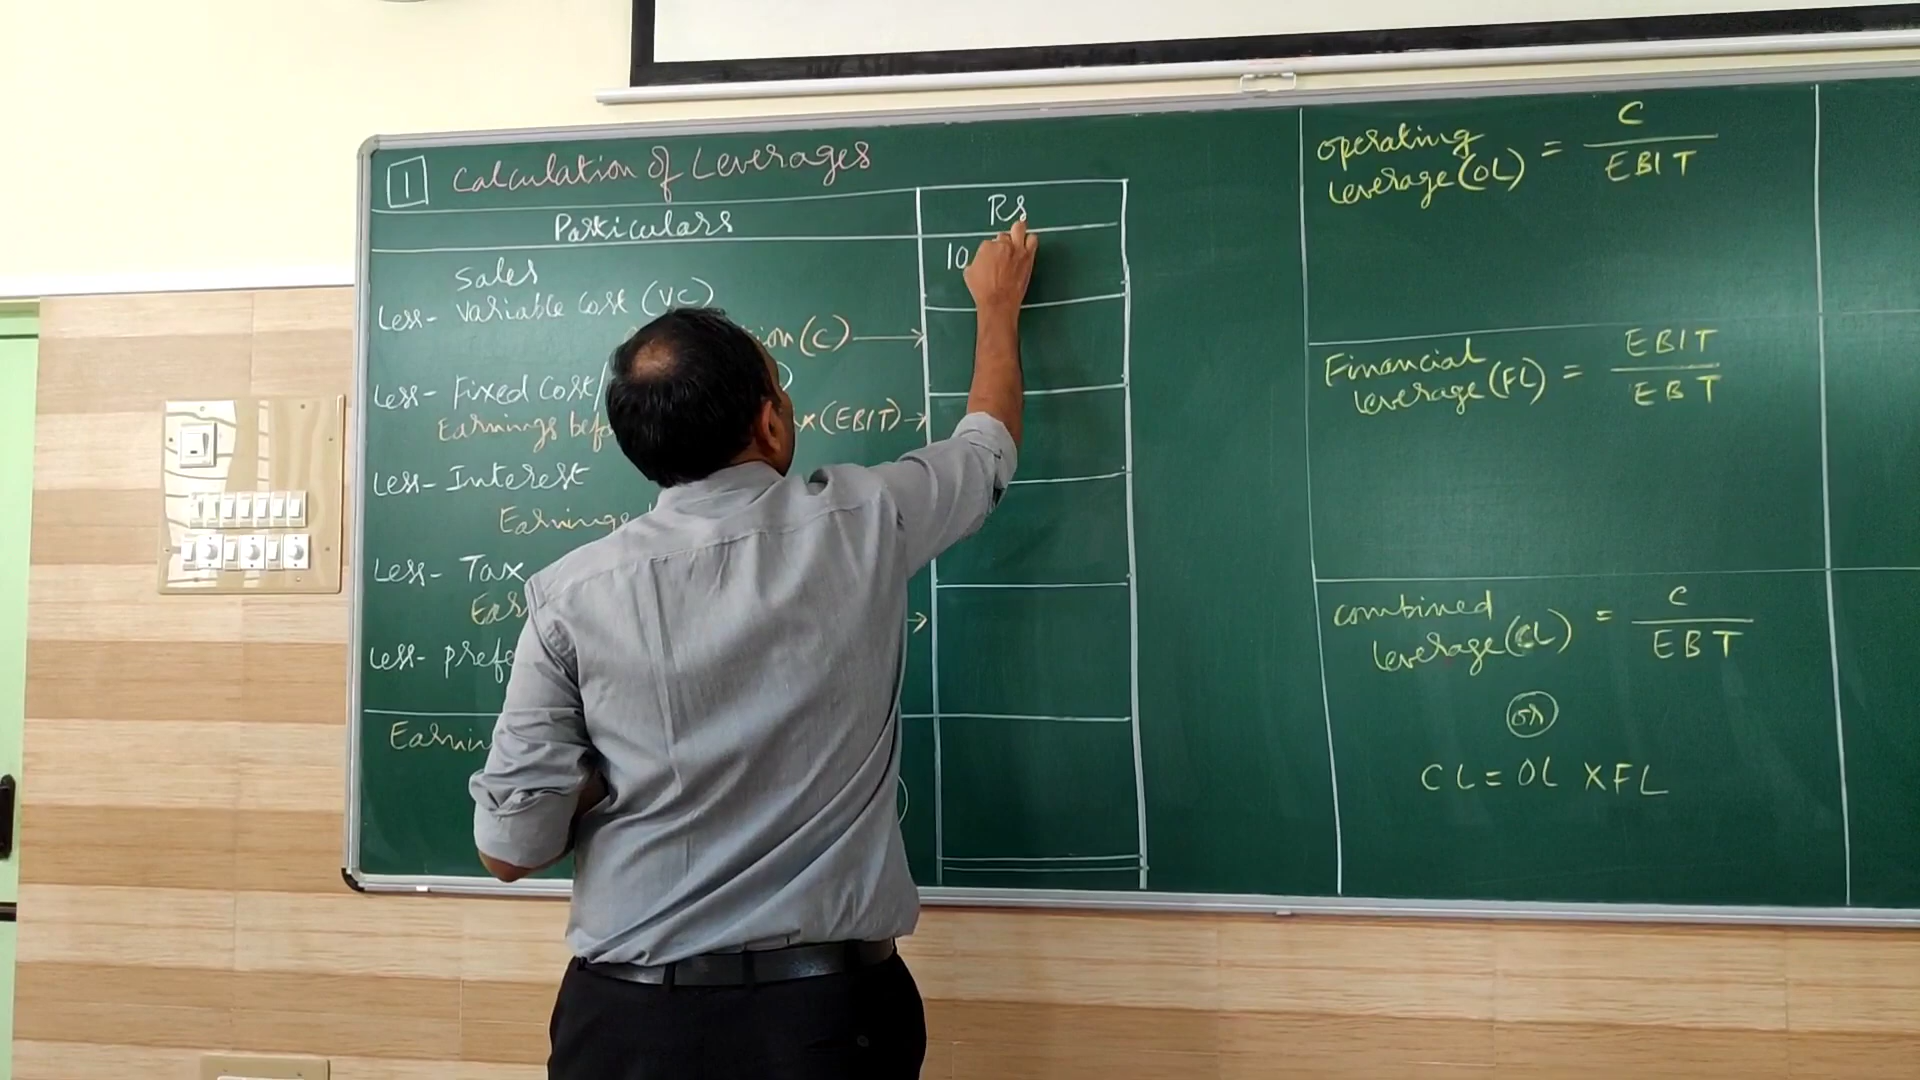 1 Calculation of Leverages
Particulars
Rs
Sales
10
Less- Variable Cost (VC)
(C)
Less- Fixed Cost/
Earnings
(EBIT)
Less- Interest
Earnings
Less- Tax
Less-
operating
leverage(OL) = C
EBIT
Financial
leverage(FL) = EBIT
EBT
combined
leverage(CL) = C
EBT
or
CL = OL X FL